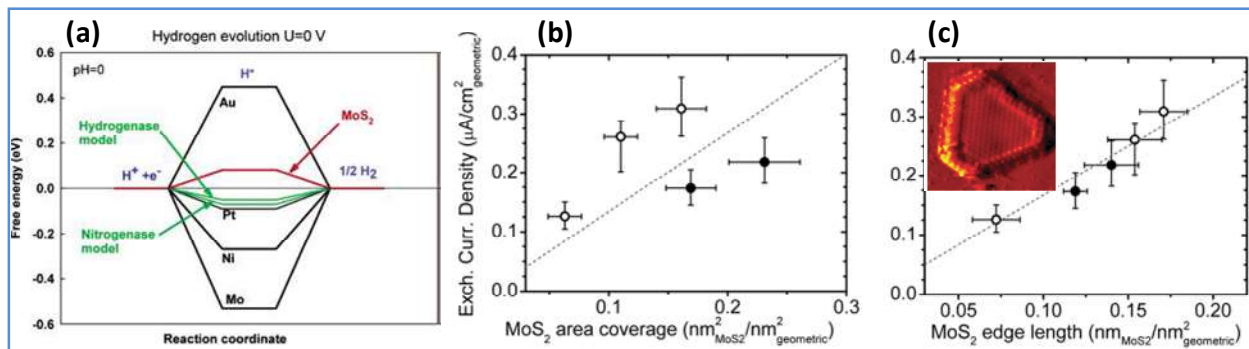 (a)
Hydrogen evolution U=0 V
pH=0
H*
Au
MoS2
Hydrogenase
model
H+ +e-
1/2 H2
Pt
Nitrogenase
model
Ni
Mo
0.6
0.4
0.2
0.0
-0.2
-0.4
-0.6
Free energy (eV)
Reaction coordinate
(b)
0.4
0.3
0.2
0.1
0.0
Exch. Curr. Density (μA/cm2geometric)
0.1 0.2 0.3
MoS2 area coverage (nm2MoS2/nm2geometric)
(c)
0.4
0.3
0.2
0.1
0.0
0.05 0.10 0.15 0.20
MoS2 edge length (nmMoS2/nm2geometric)